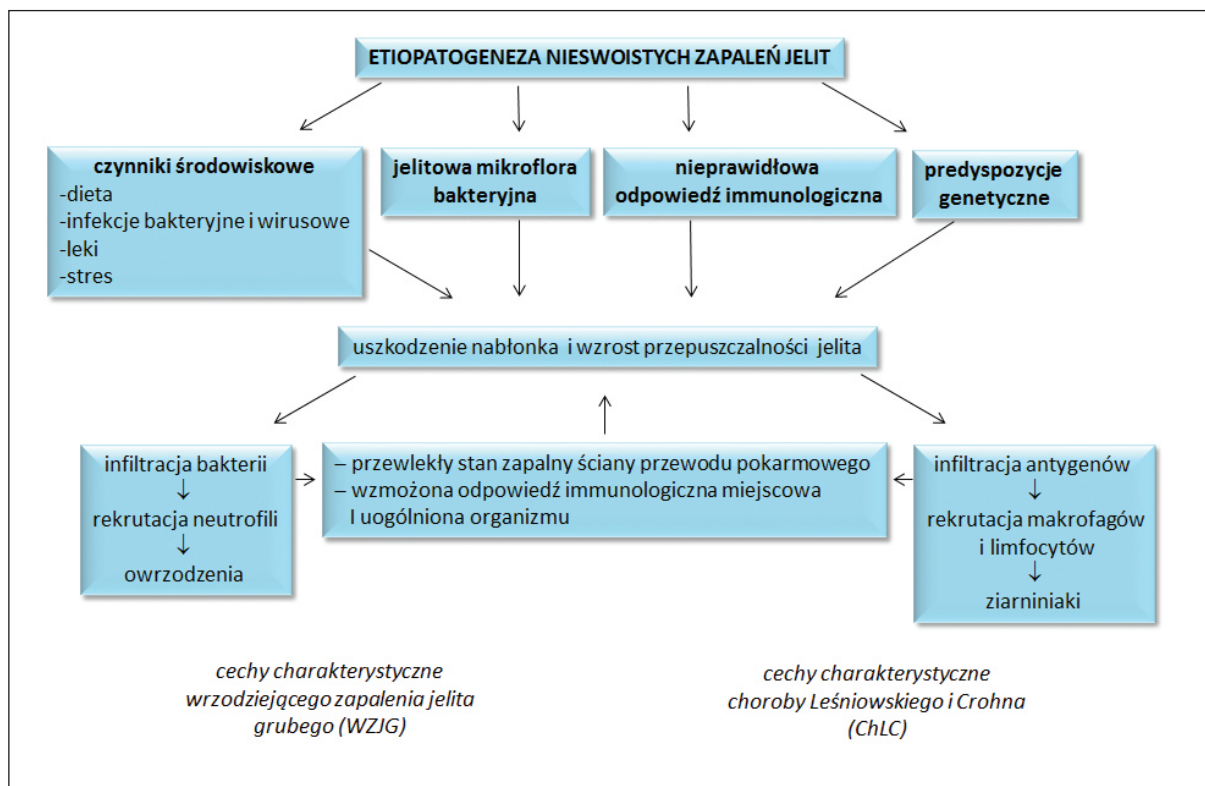 ETIOPATOGENEZA NIESWOISTYCH ZAPALEŃ JELIT
czynniki środowiskowe
-dieta
-infekcje bakteryjne i wirusowe
-leki
-stres
jelitowa mikroflora
bakteryjna
nieprawidłowa
odpowiedź immunologiczna
predyspozycje
genetyczne
uszkodzenie nabłonka i wzrost przepuszczalności jelita
infiltracja bakterii
↓
rekrutacja neutrofili
↓
owrzodzenia
– przewlekły stan zapalny ściany przewodu pokarmowego
– wzmożona odpowiedź immunologiczna miejscowa
I uogólniona organizmu
infiltracja antygenów
↓
rekrutacja makrofagów
i limfocytów
↓
ziarniniaki
cechy charakterystyczne
wrzodziejącego zapalenia jelita
grubego (WZJG)
cechy charakterystyczne
choroby Leśniowskiego i Crohna
(ChLC)